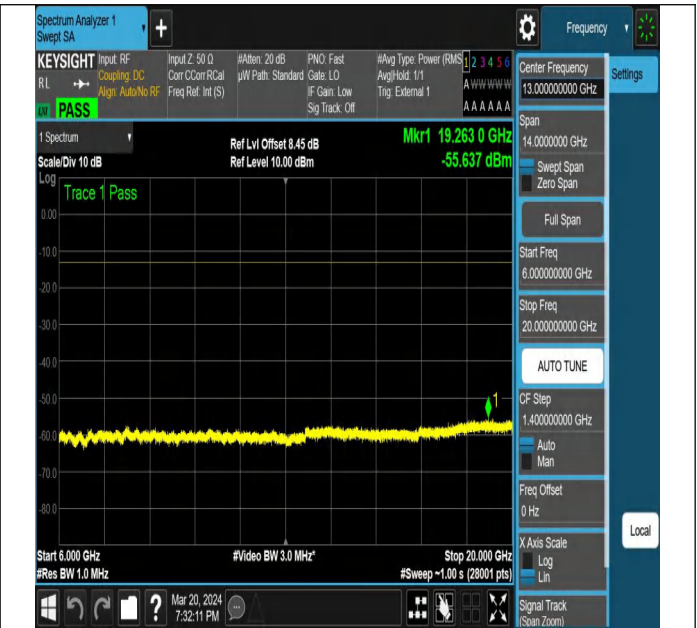 Spectrum Analyzer 1
Swept SA
+
Frequency
KEYSIGHT
RL
PASS
Input: RF
Coupling: DC
Align: Auto/No RF
Input Z: 50 Ω
Corr CCorr RCal
Freq Ref: Int (S)
#Atten: 20 dB
µW Path: Standard
PNO: Fast
Gate: LO
IF Gain: Low
Sig Track: Off
#Avg Type: Power (RMS
Avg|Hold: 1/1
Trig: External 1
1 2 3 4 5 6
A W W W W W
A A A A A A
1 Spectrum
Scale/Div 10 dB
Ref Lvl Offset 8.45 dB
Ref Level 10.00 dBm
Mkr1 19.263 0 GHz
-55.637 dBm
Log
Trace 1 Pass
0.00
-10.0
-20.0
-30.0
-40.0
-50.0
-60.0
-70.0
-80.0
1
Start 6.000 GHz
#Res BW 1.0 MHz
#Video BW 3.0 MHz*
Stop 20.000 GHz
#Sweep ~1.00 s (28001 pts)
?
Mar 20, 2024
7:32:11 PM
Center Frequency
13.000000000 GHz
Settings
Span
14.0000000 GHz
Swept Span
Zero Span
Full Span
Start Freq
6.000000000 GHz
Stop Freq
20.000000000 GHz
AUTO TUNE
CF Step
1.400000000 GHz
Auto
Man
Freq Offset
0 Hz
Local
X Axis Scale
Log
Lin
Signal Track
(Span Zoom)